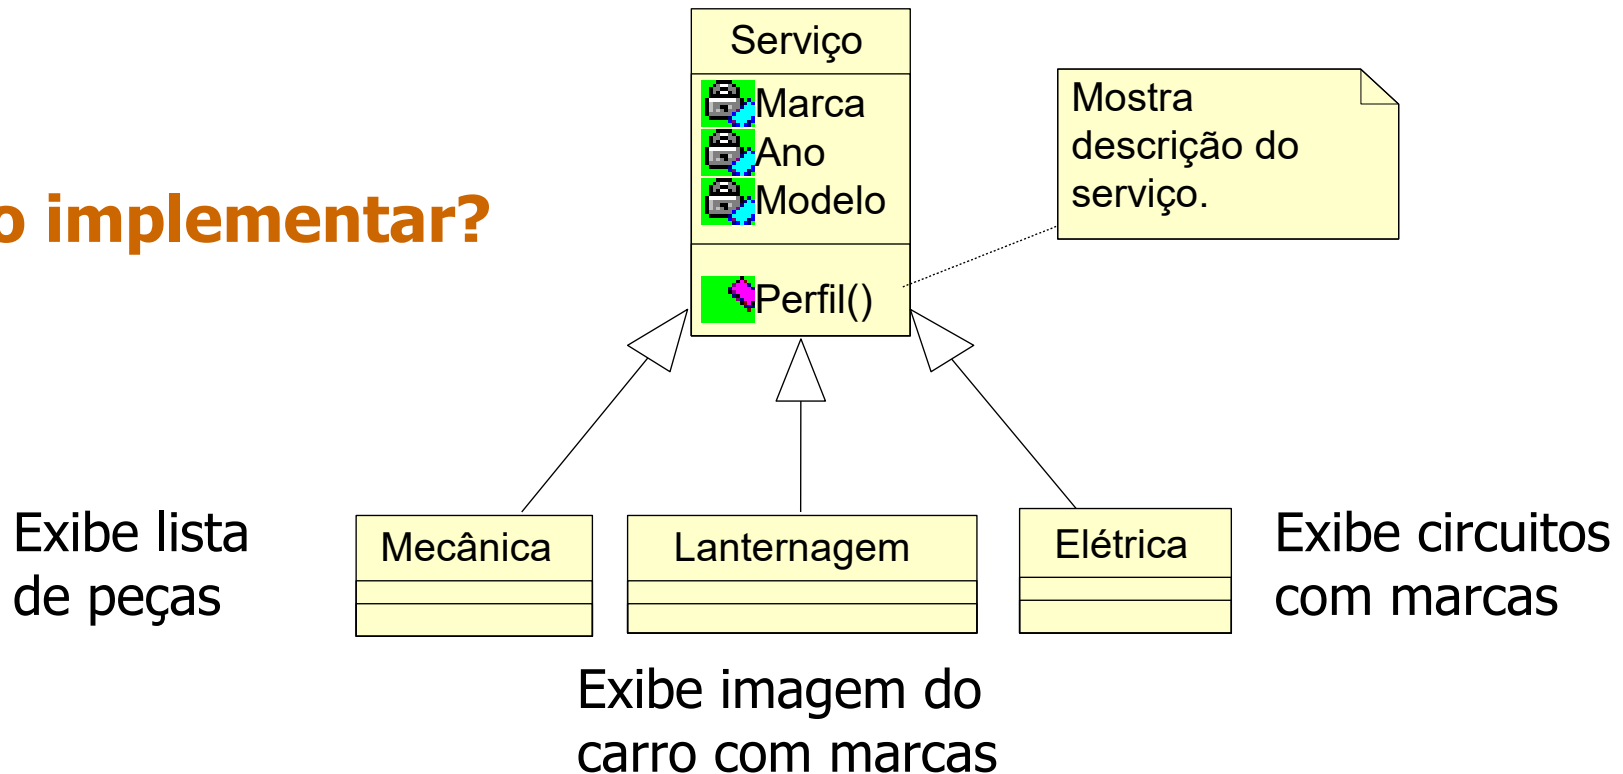 Serviço
Marca
Ano
Modelo
Perfil()
Mostra
descrição do
serviço.
o implementar?
Mecânica
Lanternagem
Elétrica
Exibe lista
de peças
Exibe circuitos
com marcas
Exibe imagem do
carro com marcas